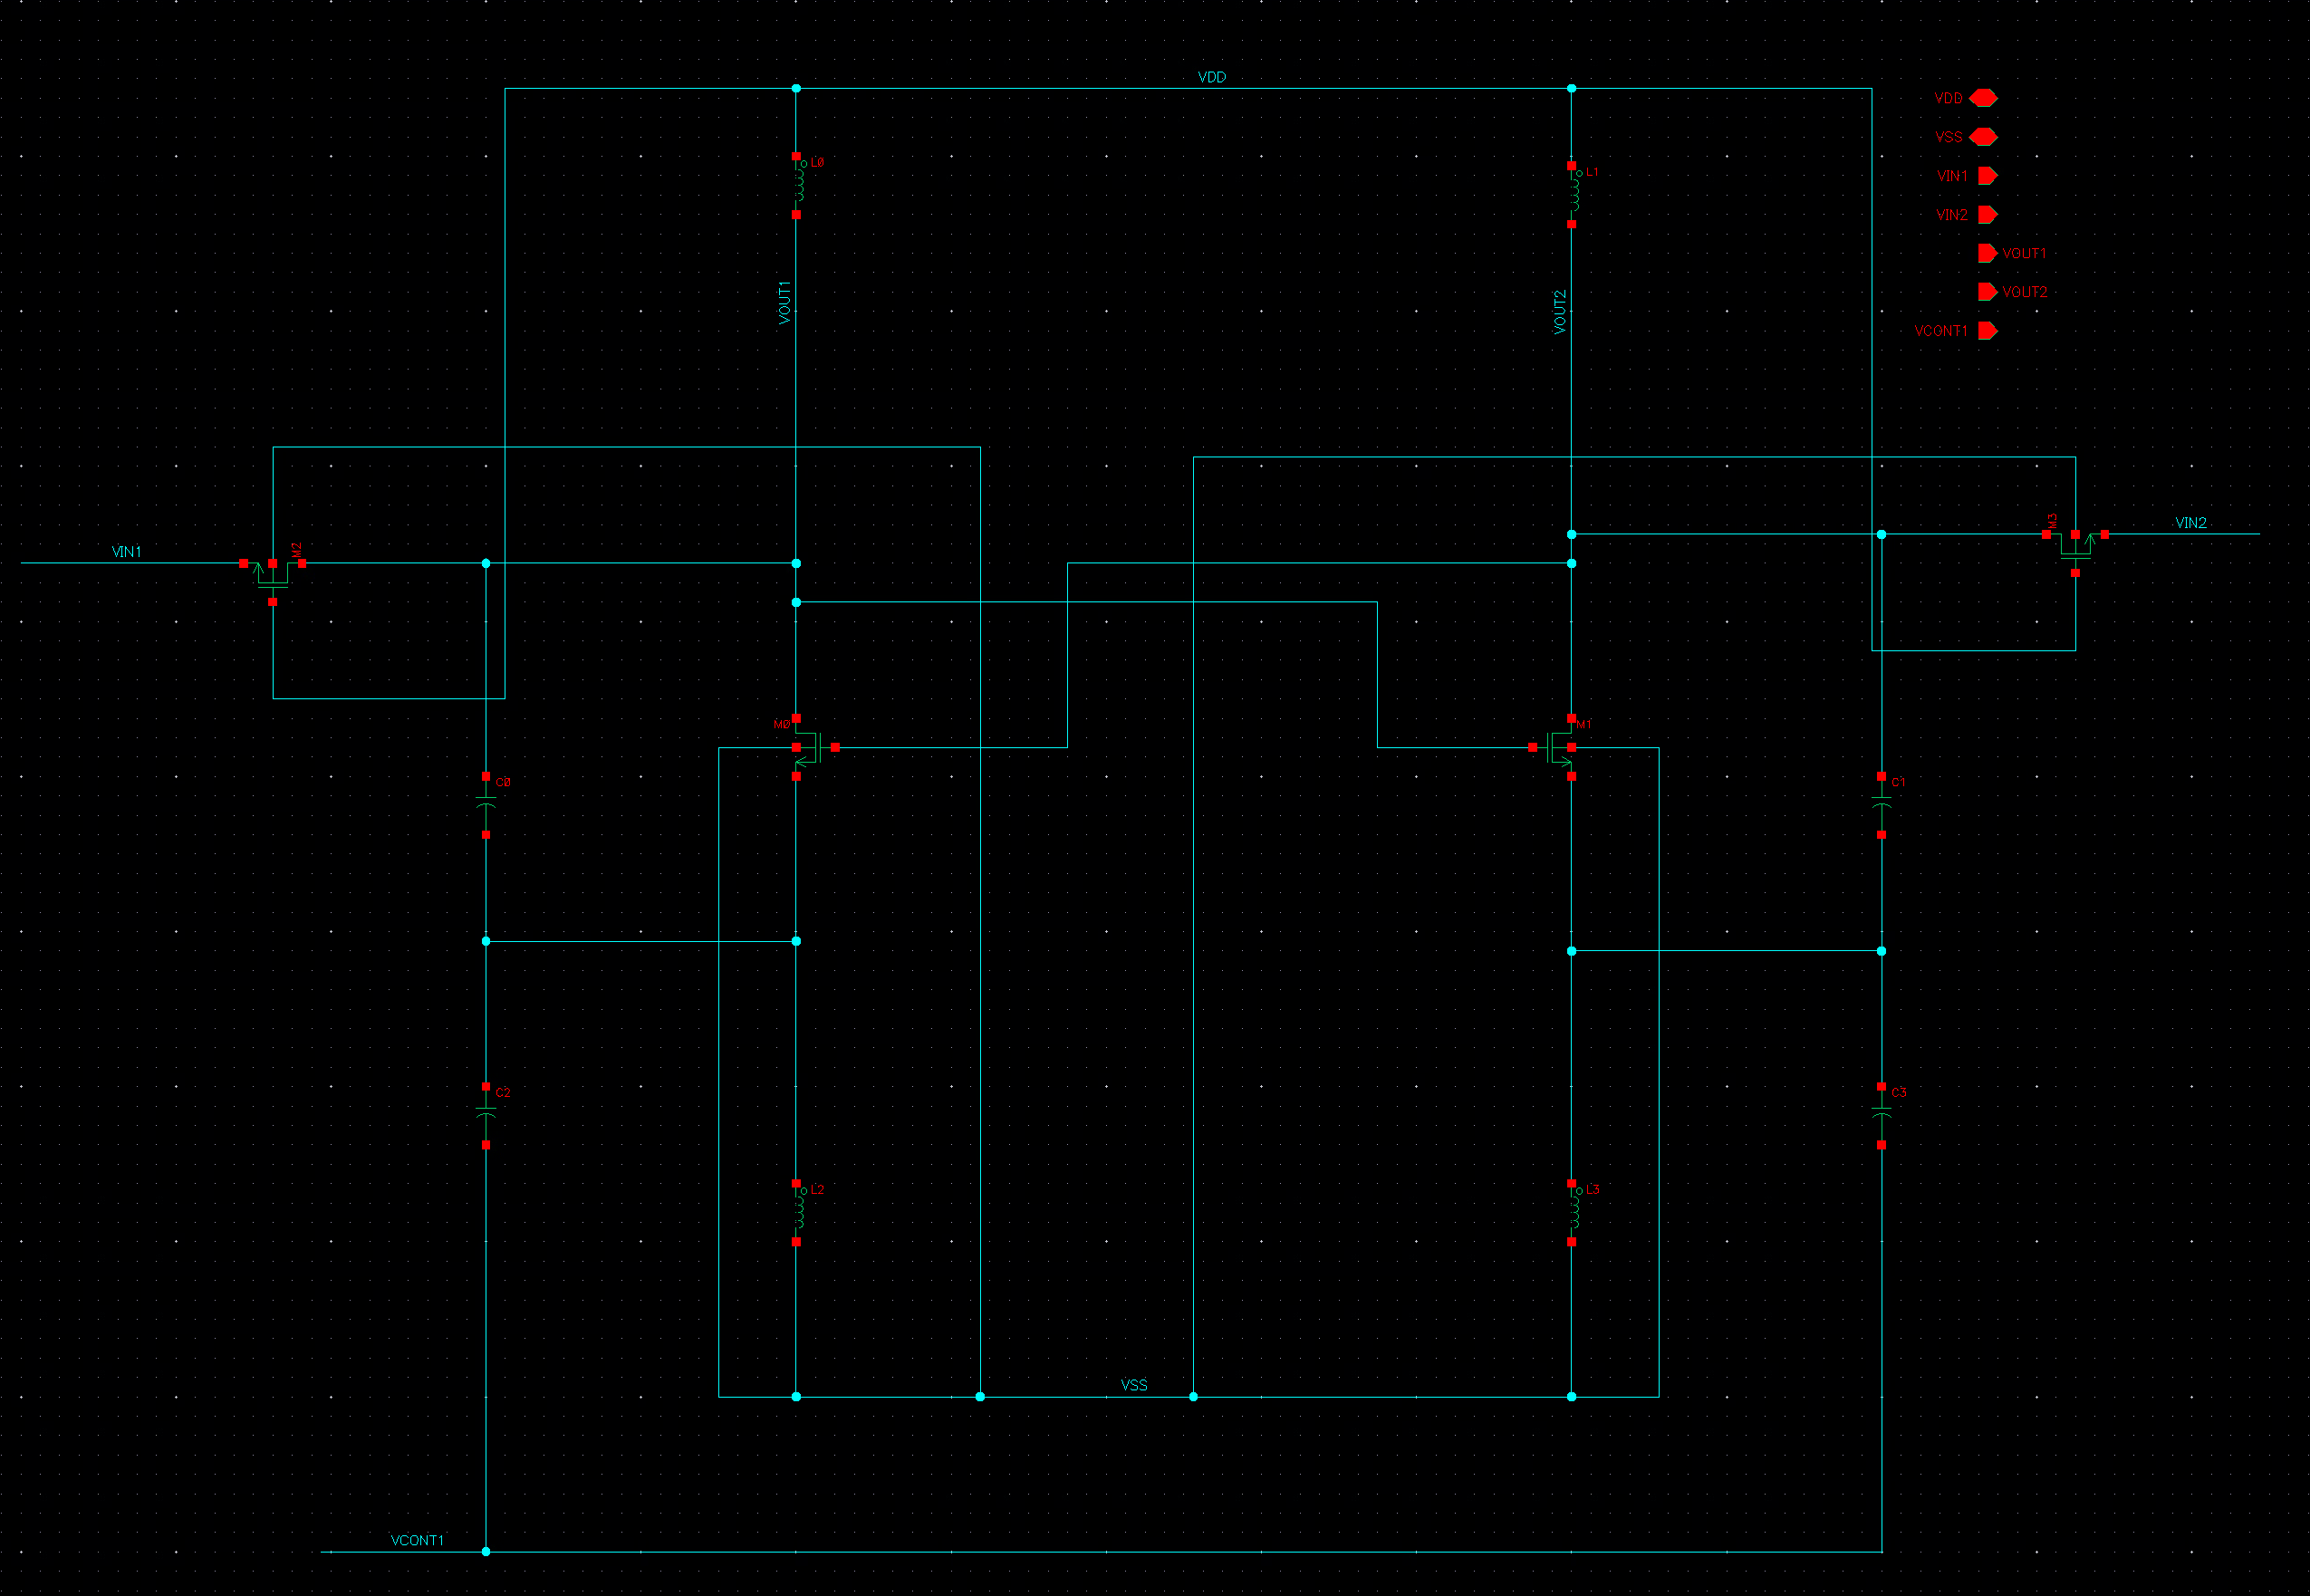 VDD
VDD
VSS
L0
L1
VIN1
VIN2
VOUT1
VOUT2
VOUT1
VOUT2
VCONT1
M3
VIN2
VIN1
M2
M0
M1
C0
C1
C2
C3
L2
L3
VSS
VCONT1